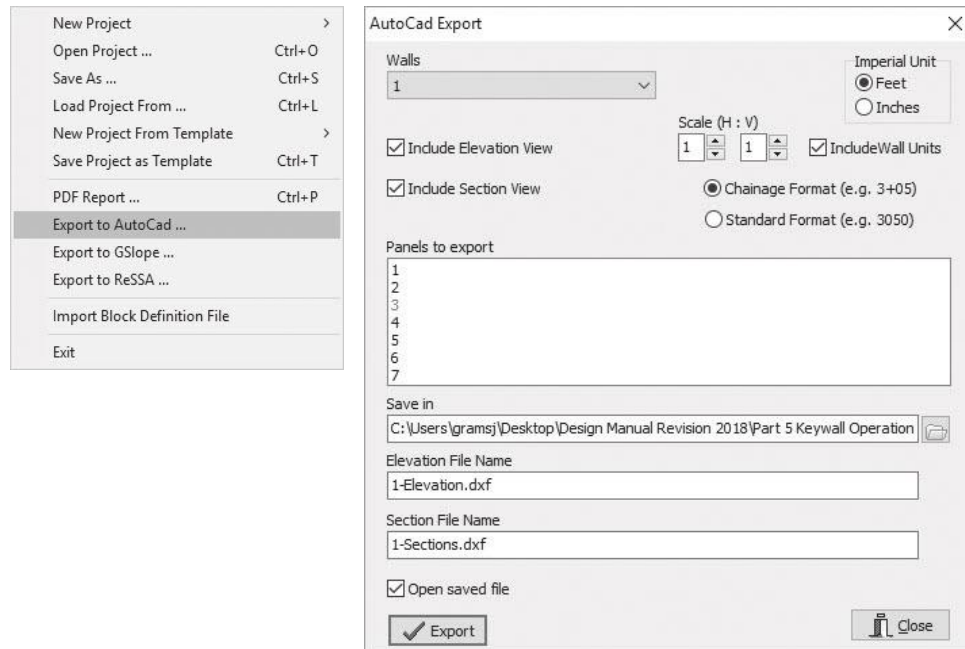 New Project >
Open Project ... Ctrl+O
Save As ... Ctrl+S
Load Project From ... Ctrl+L
New Project From Template >
Save Project as Template Ctrl+T
PDF Report ... Ctrl+P
Export to AutoCad ...
Export to GSlope ...
Export to ReSSA ...
Import Block Definition File
Exit
AutoCad Export
Walls
1
Imperial Unit
Feet
Inches
Scale (H : V)
Include Elevation View
1 1
IncludeWall Units
Include Section View
Chainage Format (e.g. 3+05)
Standard Format (e.g. 3050)
Panels to export
1
2
3
4
5
6
7
Save in
C:\Users\gramsj\Desktop\Design Manual Revision 2018\Part 5 Keywall Operation
Elevation File Name
1-Elevation.dxf
Section File Name
1-Sections.dxf
Open saved file
Export
Close